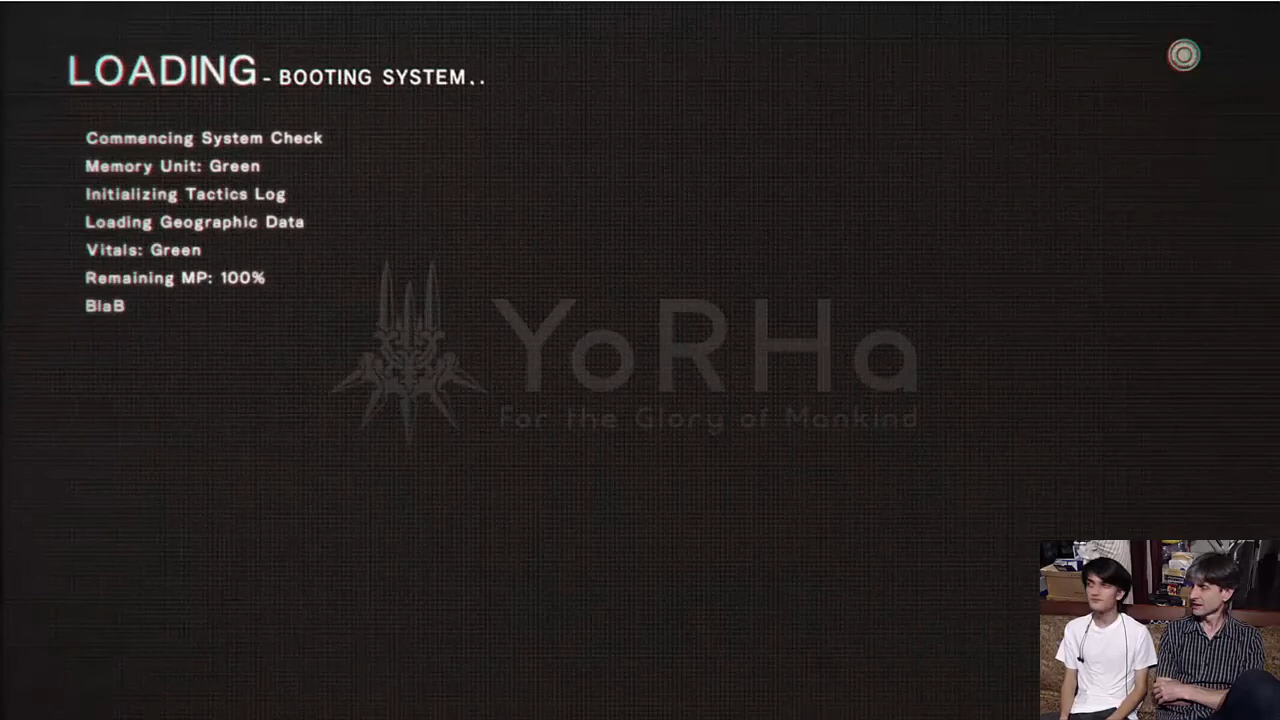 LOADING - BOOTING SYSTEM..
Commencing System Check
Memory Unit: Green
Initializing Tactics Log
Loading Geographic Data
Vitals: Green
Remaining MP: 100%
BlaB
YoRHa
For the Glory of Mankind